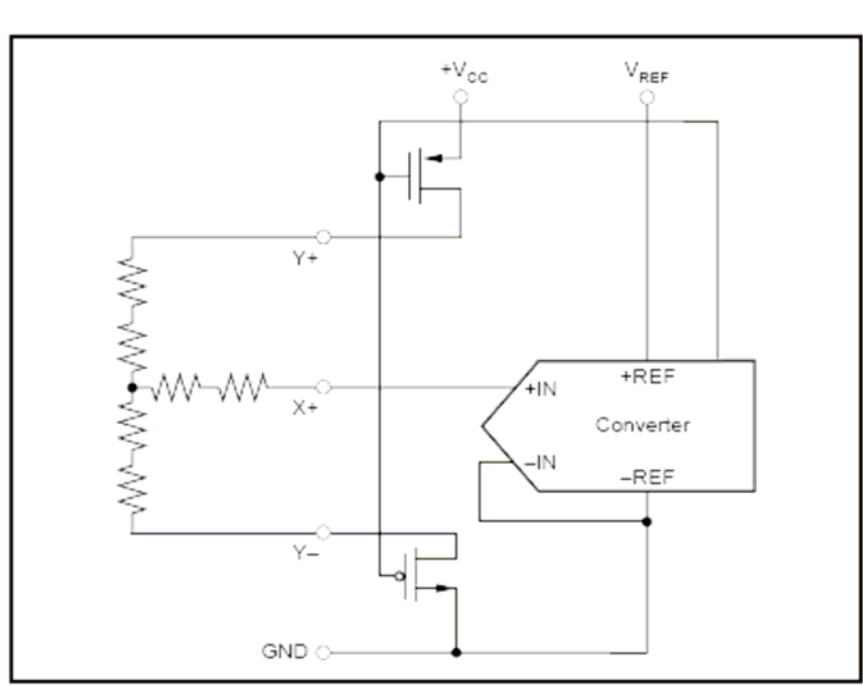 +VCC
VREF
Y+
X+
+IN
+REF
Converter
–IN
–REF
Y–
GND